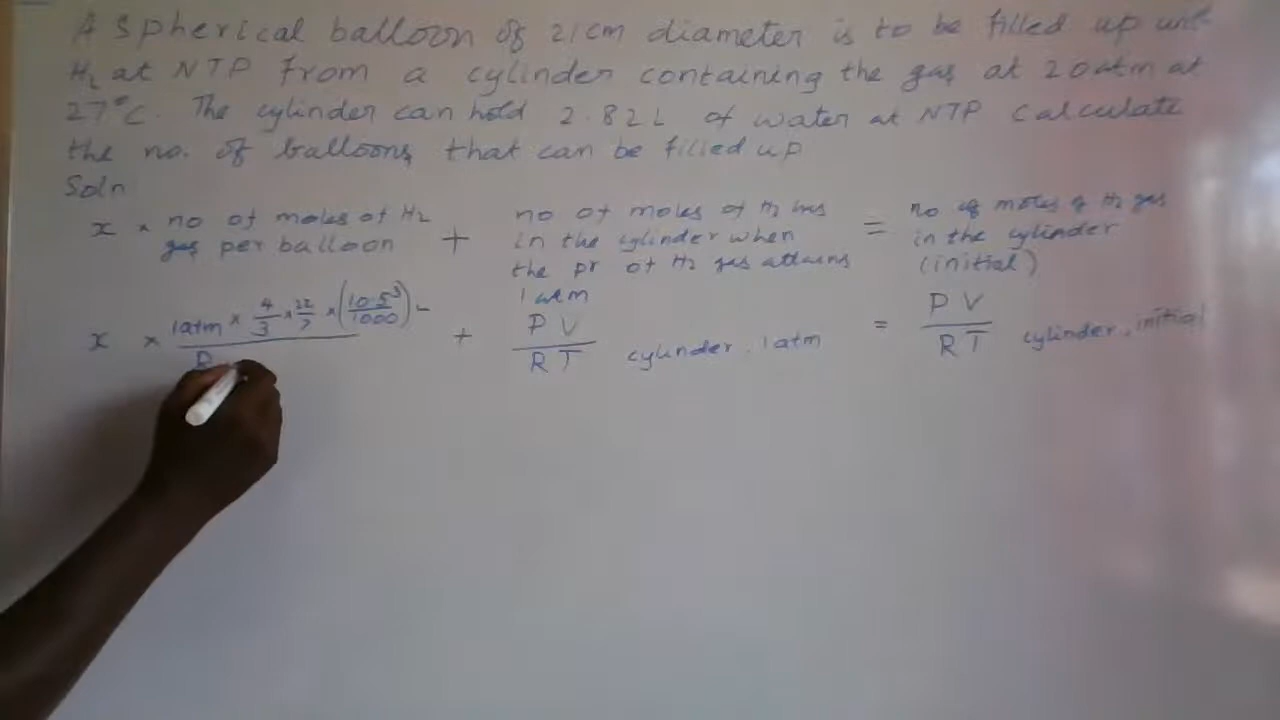 A spherical balloon of 21cm diameter is to be filled up with
H₂ at NTP from a cylinder containing the gas at 20 atm at
27°C. The cylinder can hold 2.82L of water at NTP Calculate
the no. of balloons that can be filled up
Soln
x × no of moles of H₂ gas per balloon + no of moles of H₂ gas in the cylinder when the pr of H₂ gas attains 1 atm = no of moles of H₂ gas in the cylinder (initial)
x × 1atm × 4/3 × 22/7 × (10.5³/1000) L / R + PV/RT cylinder, 1atm = PV/RT cylinder, initial